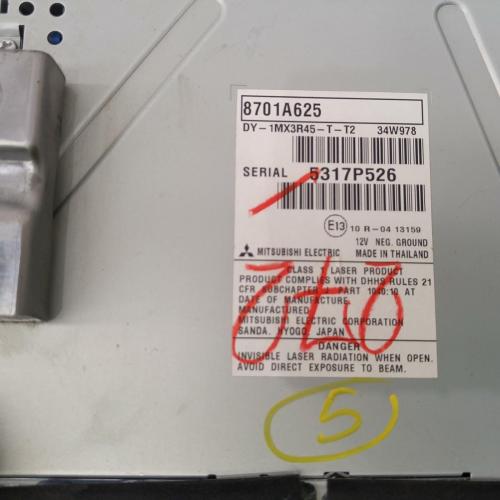 8701A625
DY-1MX3R45-T-T2 34W978
SERIAL 5317P526
E13 10 R-04 13159
12V NEG. GROUND
MITSUBISHI ELECTRIC MADE IN THAILAND
CLASS 1 LASER PRODUCT
PRODUCT COMPLIES WITH DHHS RULES 21
CFR SUBCHAPTER J PART 1040:10 AT
DATE OF MANUFACTURE.
MANUFACTURED
MITSUBISHI ELECTRIC CORPORATION
SANDA. HYOGO. JAPAN
DANGER
INVISIBLE LASER RADIATION WHEN OPEN.
AVOID DIRECT EXPOSURE TO BEAM.
5